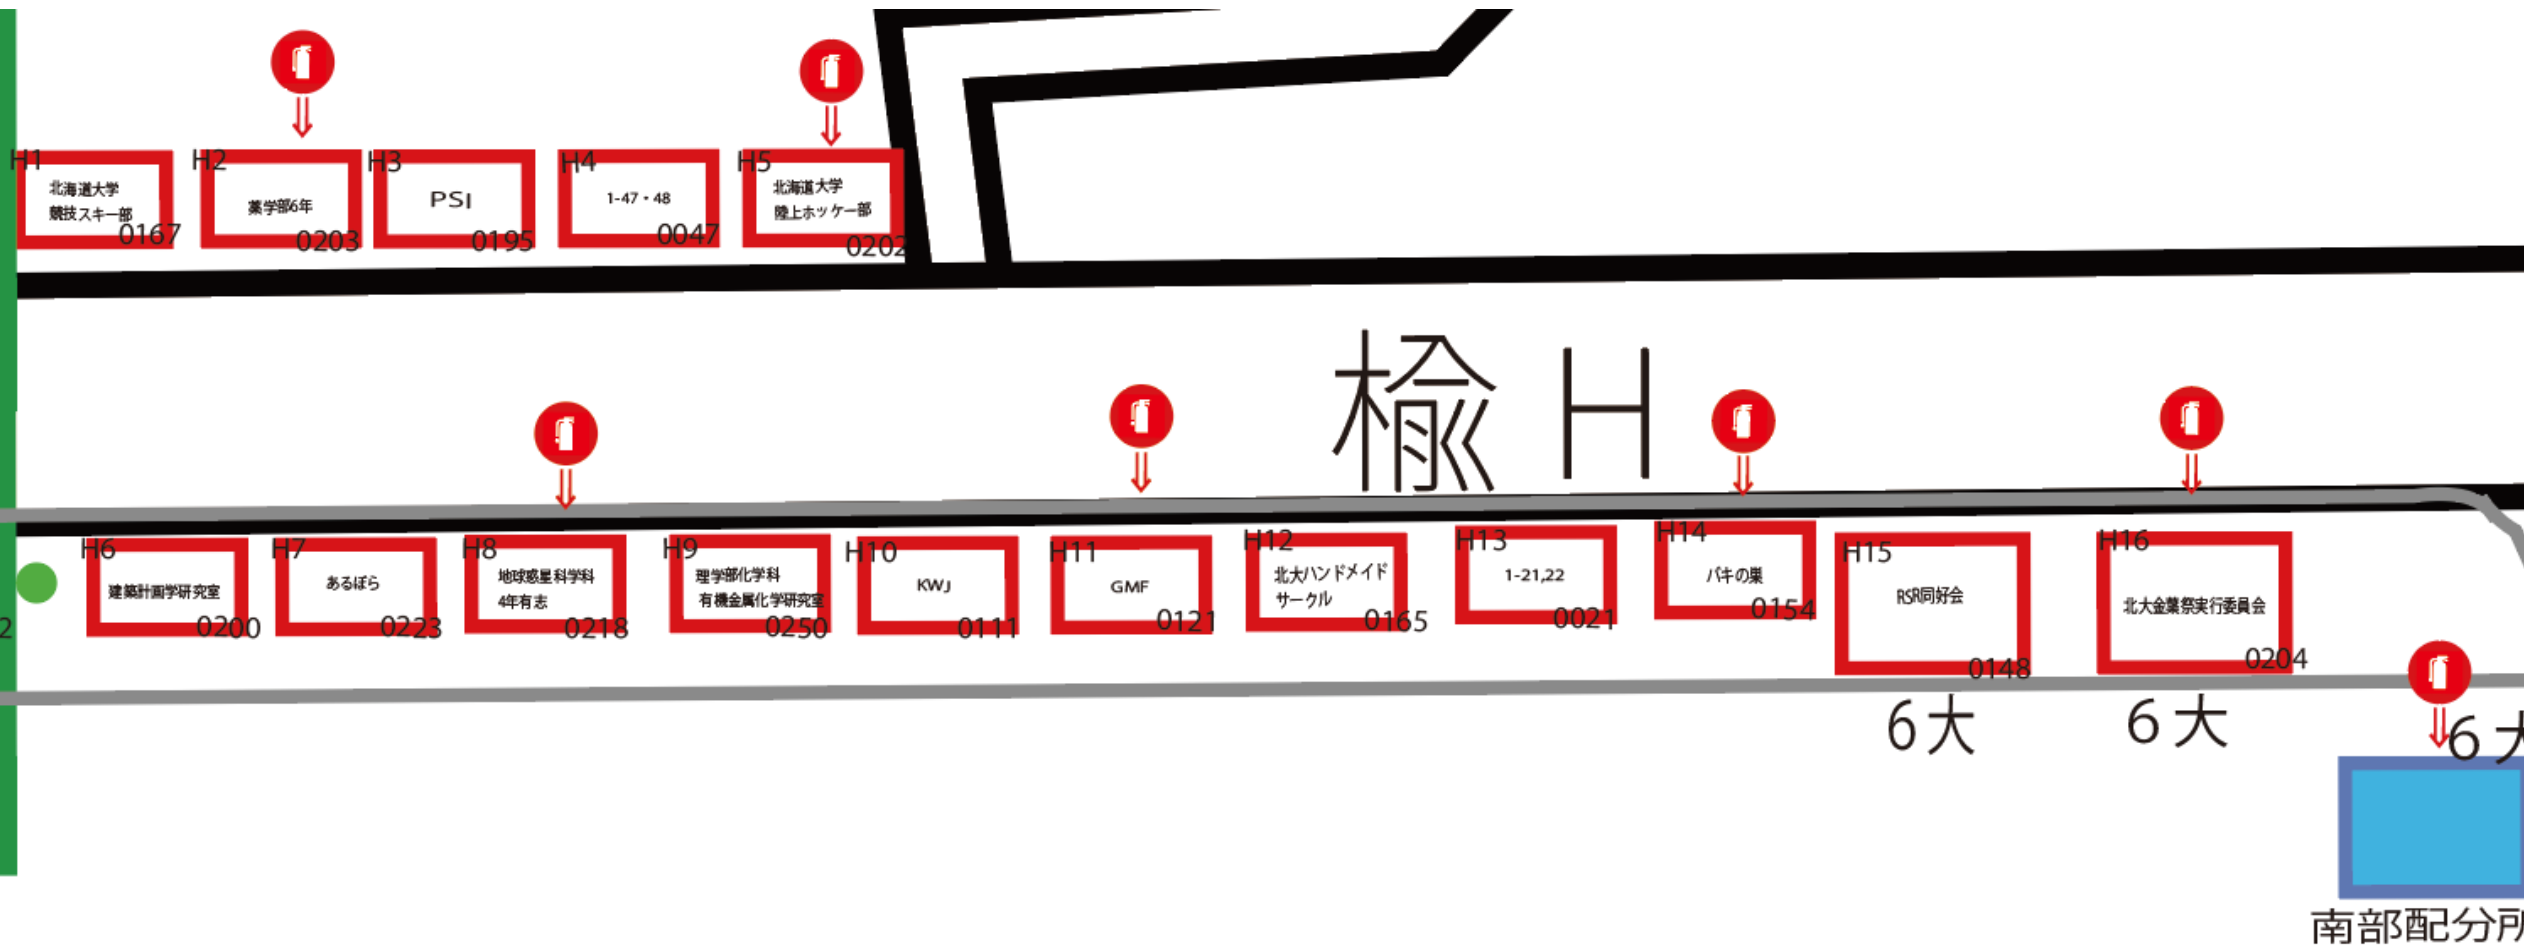 H1
北海道大学
競技スキー部
0167
H2
薬学部6年
0203
H3
PSI
0195
H4
1-47・48
0047
H5
北海道大学
陸上ホッケー部
0202
楡 H
2
H6
建築計画学研究室
0200
H7
あるぱら
0223
H8
地球惑星科学科
4年有志
0218
H9
理学部化学科
有機金属化学研究室
0250
H10
KWJ
0111
H11
GMF
0121
H12
北大ハンドメイド
サークル
0165
H13
1-21,22
0021
H14
バキの巣
0154
H15
RSR同好会
0148
6大
H16
北大金葉祭実行委員会
0204
6大
6大
南部配分所